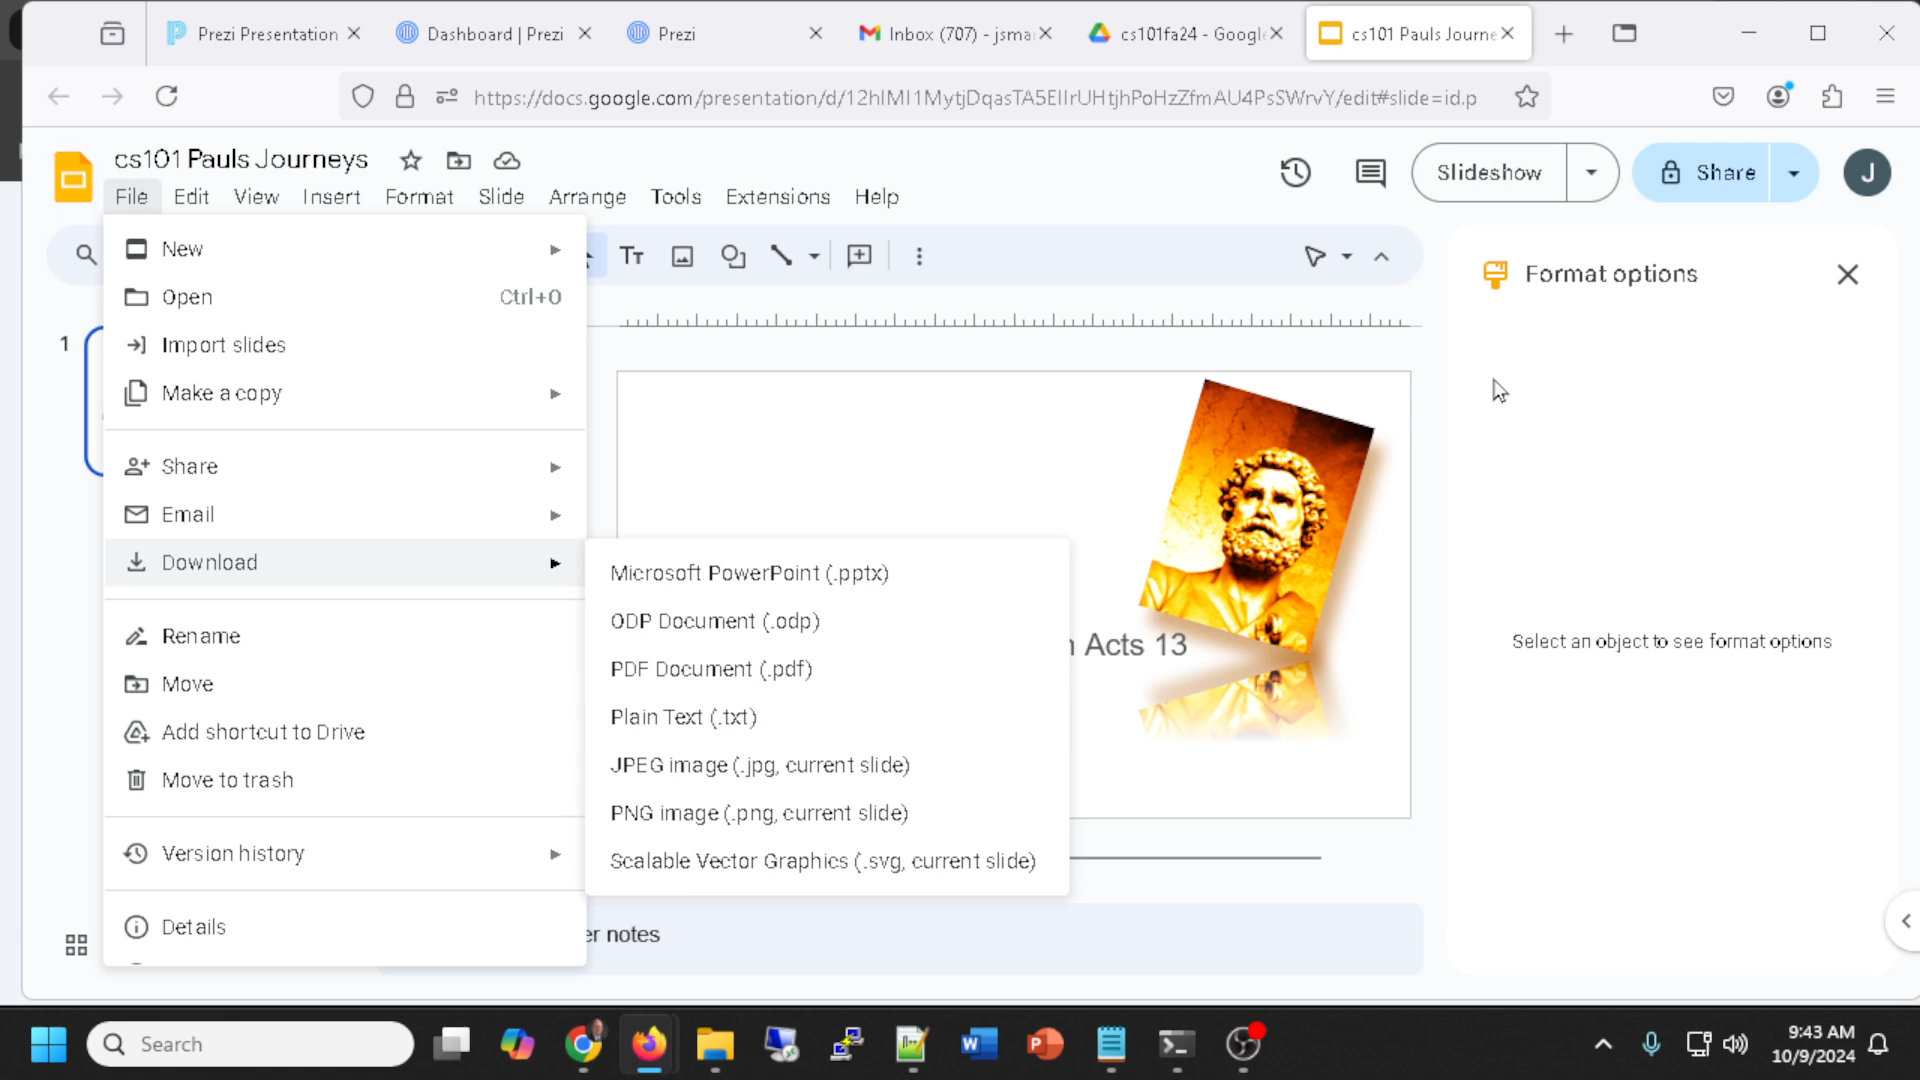 Prezi Presentation
Dashboard | Prezi
Prezi
Inbox (707) - jsma
cs101fa24 - Google
cs101 Pauls Journe
https://docs.google.com/presentation/d/12hlMI1MytjDqasTA5EIIrUHtjhPoHzZfmAU4PsSWrvY/edit#slide=id.p
cs101 Pauls Journeys
File Edit View Insert Format Slide Arrange Tools Extensions Help
Slideshow
Share
J
New
Open Ctrl+O
Import slides
Make a copy
Share
Email
Download
Rename
Move
Add shortcut to Drive
Move to trash
Version history
Details
Microsoft PowerPoint (.pptx)
ODP Document (.odp)
PDF Document (.pdf)
Plain Text (.txt)
JPEG image (.jpg, current slide)
PNG image (.png, current slide)
Scalable Vector Graphics (.svg, current slide)
1
n Acts 13
er notes
Format options
Select an object to see format options
Search
9:43 AM
10/9/2024